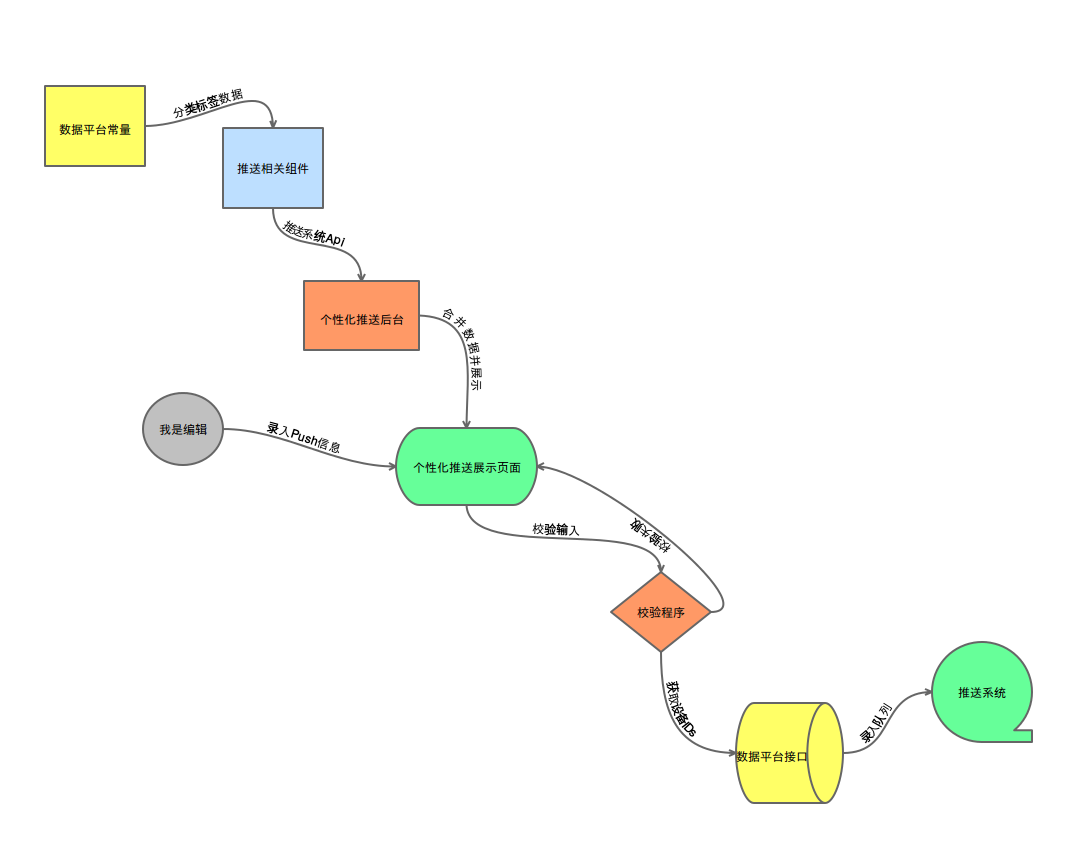 分类标签数据
数据平台常量
推送相关组件
推送系统Api
个性化推送后台
合并数据并展示
我是编辑
录入Push信息
个性化推送展示页面
校验输入
校验失败
校验程序
获取设备IDs
数据平台接口
录入队列
推送系统